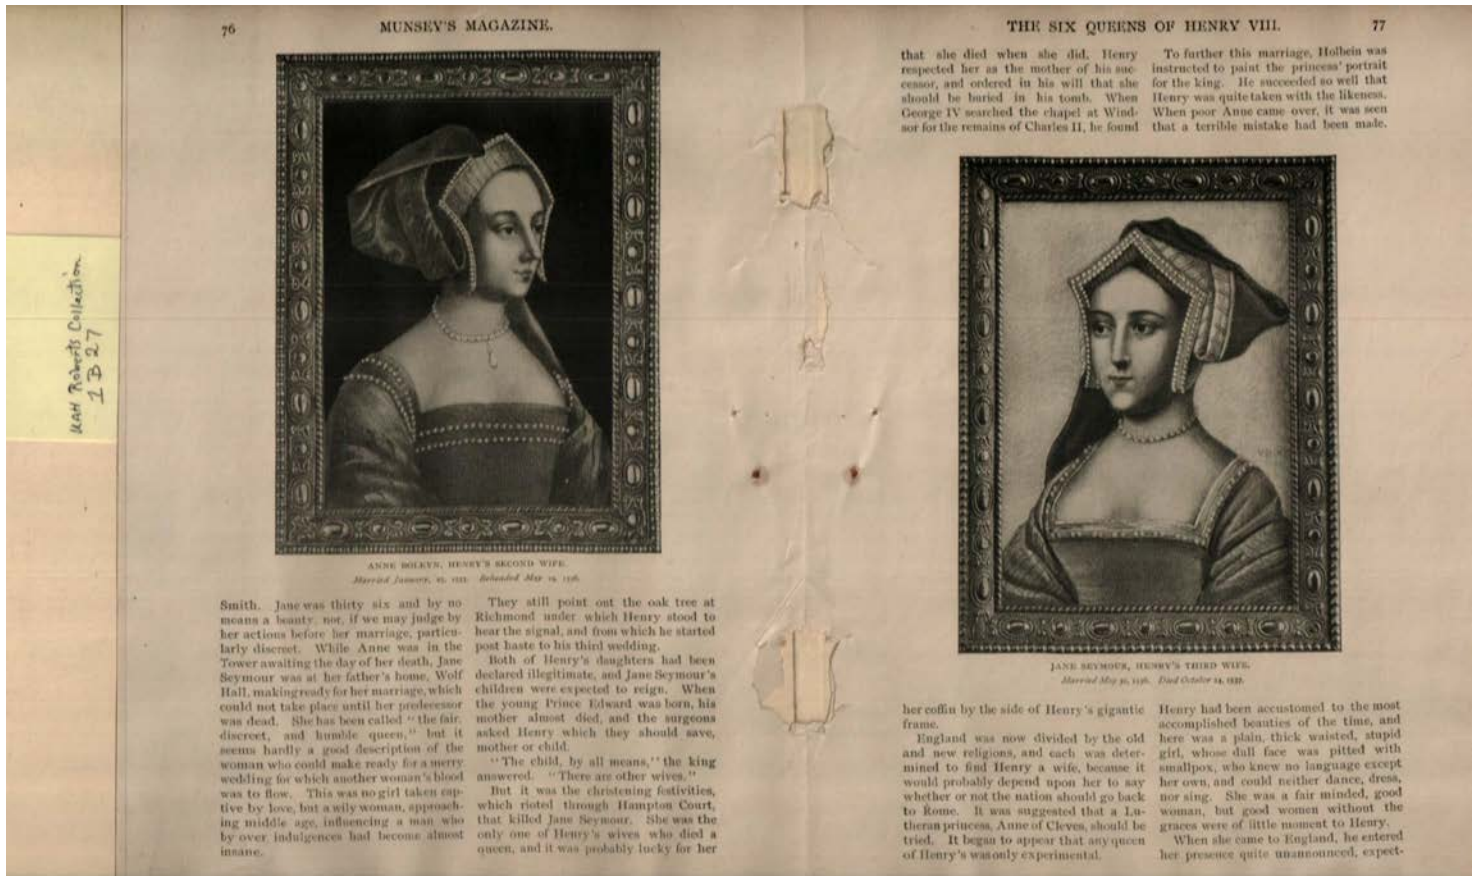 UAH Roberts Collection
1 B 27
76
MUNSEY'S MAGAZINE.
ANNE BOLEYN, HENRY'S SECOND WIFE.
Married January, 25, 1533. Beheaded May 19, 1536.
Smith. Jane was thirty six and by no
means a beauty, nor, if we may judge by
her actions before her marriage, particu-
larly discreet. While Anne was in the
Tower awaiting the day of her death, Jane
Seymour was at her father's home, Wolf
Hall, making ready for her marriage, which
could not take place until her predecessor
was dead. She has been called "the fair,
discreet, and humble queen," but it
seems hardly a good description of the
woman who could make ready for a merry
wedding for which another woman's blood
was to flow. This was no girl taken cap-
tive by love, but a wily woman, approach-
ing middle age, influencing a man who
by over indulgences had become almost
insane.
They still point out the oak tree at
Richmond under which Henry stood to
hear the signal, and from which he started
post haste to his third wedding.
Both of Henry's daughters had been
declared illegitimate, and Jane Seymour's
children were expected to reign. When
the young Prince Edward was born, his
mother almost died, and the surgeons
asked Henry which they should save,
mother or child.
"The child, by all means," the king
answered. "There are other wives."
But it was the christening festivities,
which rioted through Hampton Court,
that killed Jane Seymour. She was the
only one of Henry's wives who died a
queen, and it was probably lucky for her
THE SIX QUEENS OF HENRY VIII.
77
that she died when she did. Henry
respected her as the mother of his suc-
cessor, and ordered in his will that she
should be buried in his tomb. When
George IV searched the chapel at Wind-
sor for the remains of Charles II, he found
To further this marriage, Holbein was
instructed to paint the princess' portrait
for the king. He succeeded so well that
Henry was quite taken with the likeness.
When poor Anne came over, it was seen
that a terrible mistake had been made.
JANE SEYMOUR, HENRY'S THIRD WIFE.
Married May 30, 1536. Died October 24, 1537.
her coffin by the side of Henry's gigantic
frame.
England was now divided by the old
and new religions, and each was deter-
mined to find Henry a wife, because it
would probably depend upon her to say
whether or not the nation should go back
to Rome. It was suggested that a Lu-
theran princess, Anne of Cleves, should be
tried. It began to appear that any queen
of Henry's was only experimental.
Henry had been accustomed to the most
accomplished beauties of the time, and
here was a plain, thick waisted, stupid
girl, whose dull face was pitted with
smallpox, who knew no language except
her own, and could neither dance, dress,
nor sing. She was a fair minded, good
woman, but good women without the
graces were of little moment to Henry.
When she came to England, he entered
her presence quite unannounced, expect-